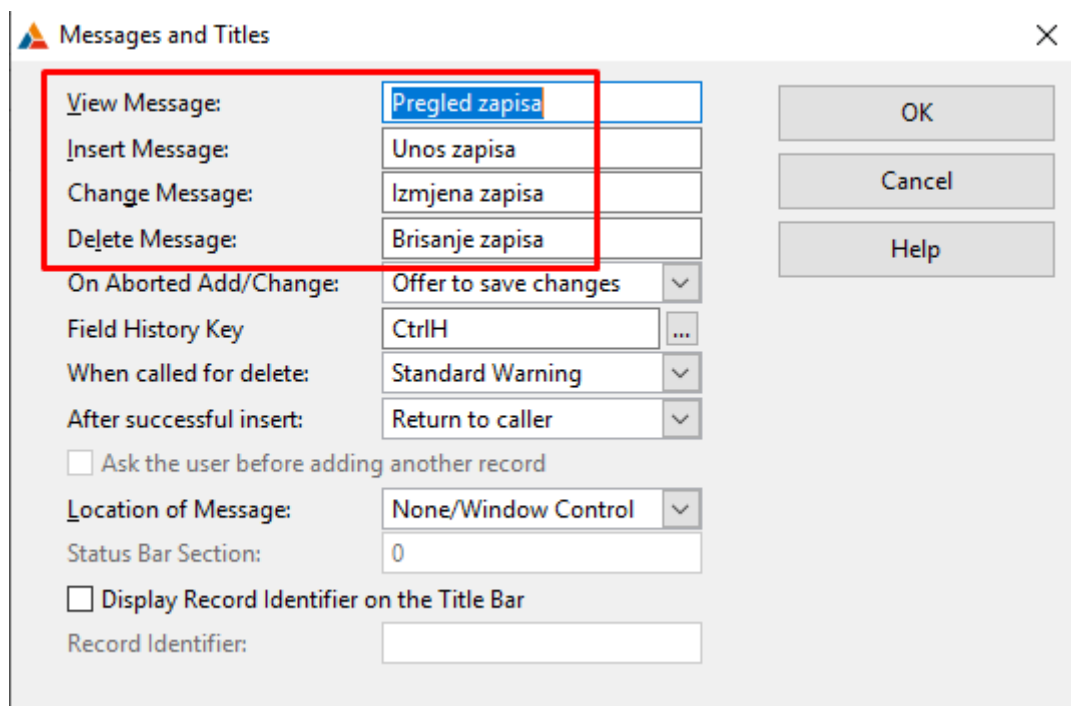 Messages and Titles
View Message: Pregled zapisa
OK
Insert Message: Unos zapisa
Change Message: Izmjena zapisa
Cancel
Delete Message: Brisanje zapisa
Help
On Aborted Add/Change: Offer to save changes
Field History Key CtrlH ...
When called for delete: Standard Warning
After successful insert: Return to caller
Ask the user before adding another record
Location of Message: None/Window Control
Status Bar Section: 0
Display Record Identifier on the Title Bar
Record Identifier: